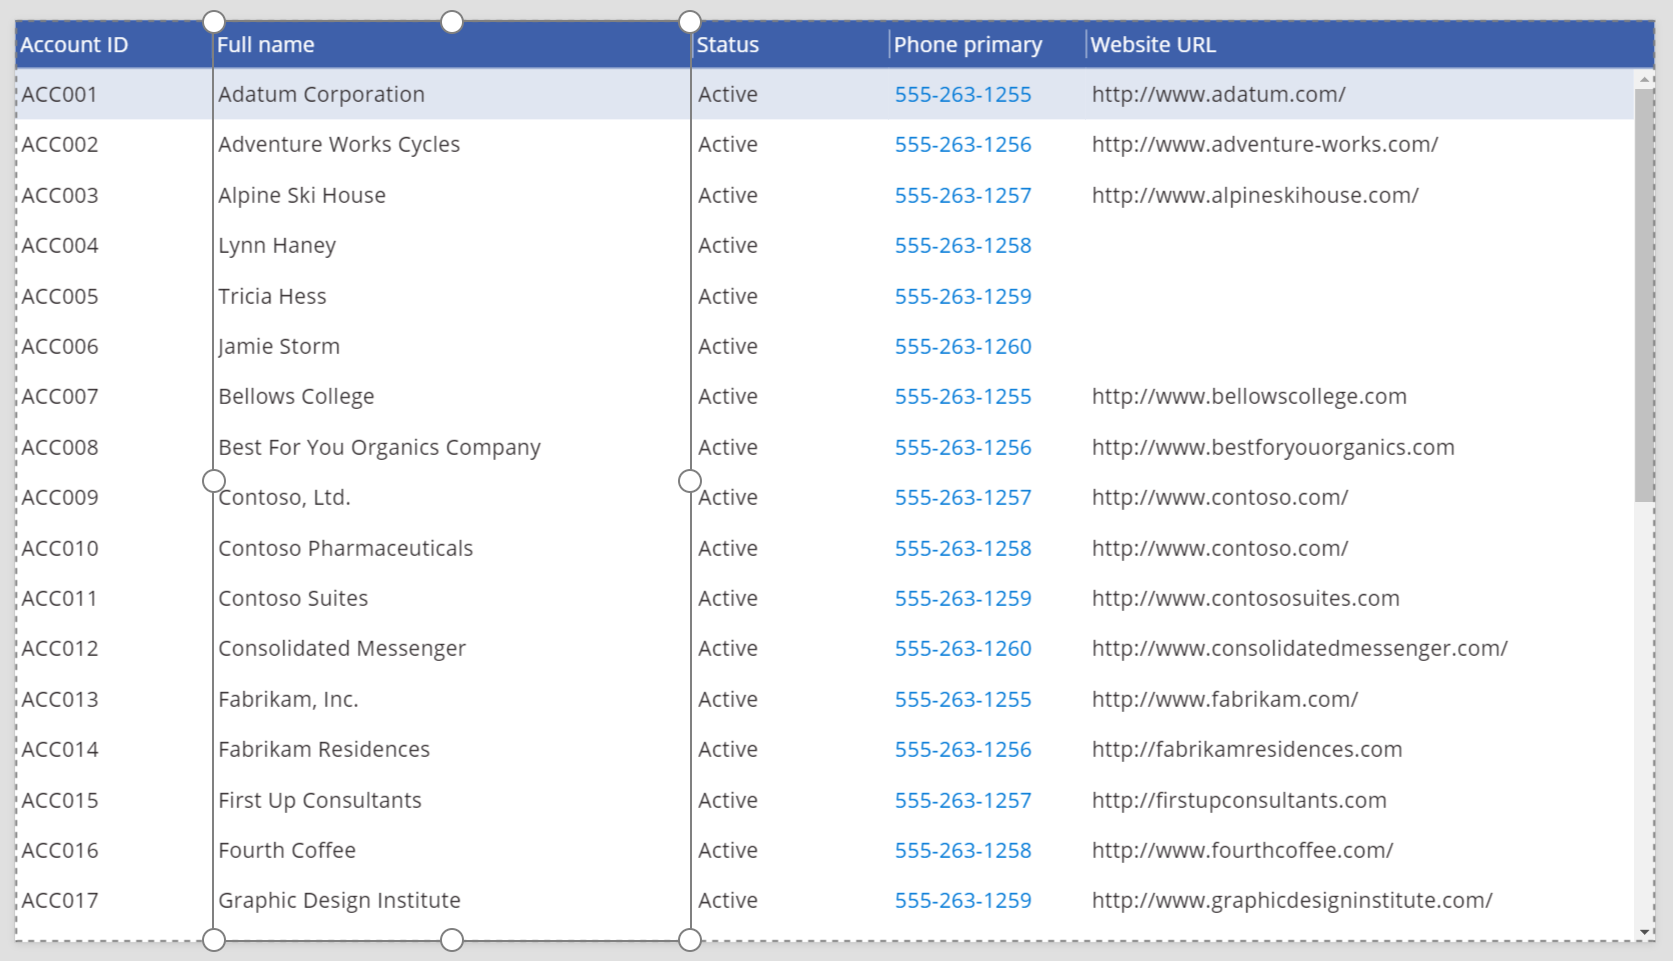 Account ID Full name Status Phone primary Website URL
ACC001 Adatum Corporation Active 555-263-1255 http://www.adatum.com/
ACC002 Adventure Works Cycles Active 555-263-1256 http://www.adventure-works.com/
ACC003 Alpine Ski House Active 555-263-1257 http://www.alpineskihouse.com/
ACC004 Lynn Haney Active 555-263-1258
ACC005 Tricia Hess Active 555-263-1259
ACC006 Jamie Storm Active 555-263-1260
ACC007 Bellows College Active 555-263-1255 http://www.bellowscollege.com
ACC008 Best For You Organics Company Active 555-263-1256 http://www.bestforyouorganics.com
ACC009 Contoso, Ltd. Active 555-263-1257 http://www.contoso.com/
ACC010 Contoso Pharmaceuticals Active 555-263-1258 http://www.contoso.com/
ACC011 Contoso Suites Active 555-263-1259 http://www.contososuites.com
ACC012 Consolidated Messenger Active 555-263-1260 http://www.consolidatedmessenger.com/
ACC013 Fabrikam, Inc. Active 555-263-1255 http://www.fabrikam.com/
ACC014 Fabrikam Residences Active 555-263-1256 http://fabrikamresidences.com
ACC015 First Up Consultants Active 555-263-1257 http://firstupconsultants.com
ACC016 Fourth Coffee Active 555-263-1258 http://www.fourthcoffee.com/
ACC017 Graphic Design Institute Active 555-263-1259 http://www.graphicdesigninstitute.com/